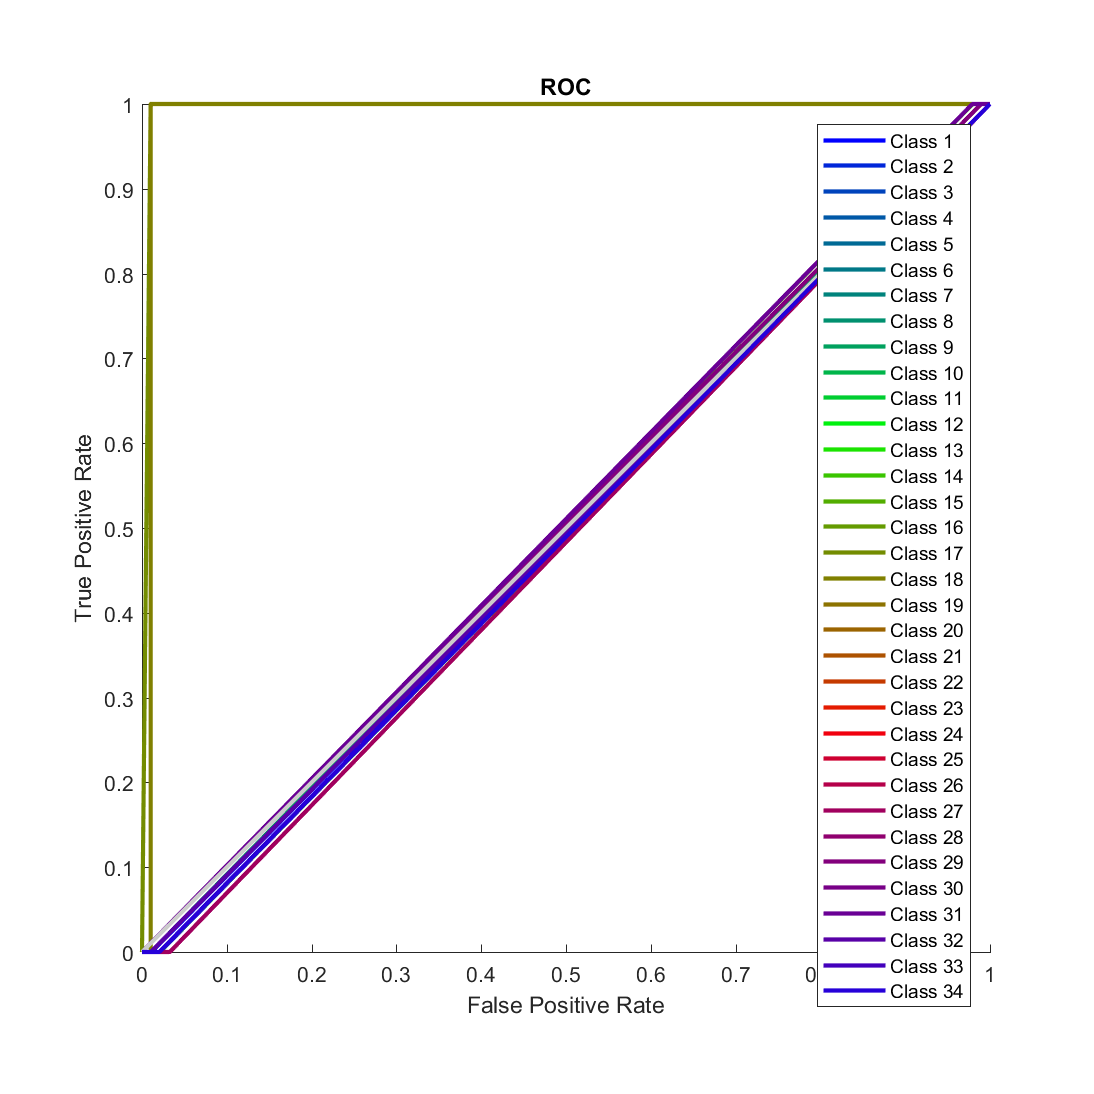 ROC
True Positive Rate
1
0.9
0.8
0.7
0.6
0.5
0.4
0.3
0.2
0.1
0
Class 1
Class 2
Class 3
Class 4
Class 5
Class 6
Class 7
Class 8
Class 9
Class 10
Class 11
Class 12
Class 13
Class 14
Class 15
Class 16
Class 17
Class 18
Class 19
Class 20
Class 21
Class 22
Class 23
Class 24
Class 25
Class 26
Class 27
Class 28
Class 29
Class 30
Class 31
Class 32
Class 33
Class 34
0 0.1 0.2 0.3 0.4 0.5 0.6 0.7 1
False Positive Rate